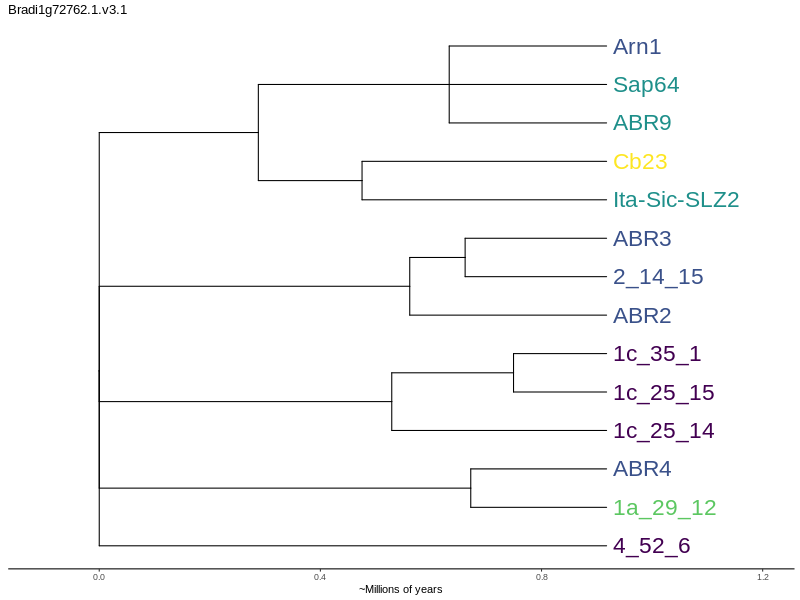 Bradi1g72762.1.v3.1
Arn1
Sap64
ABR9
Cb23
Ita-Sic-SLZ2
ABR3
2_14_15
ABR2
1c_35_1
1c_25_15
1c_25_14
ABR4
1a_29_12
4_52_6
0.0 0.4 0.8 1.2
~Millions of years